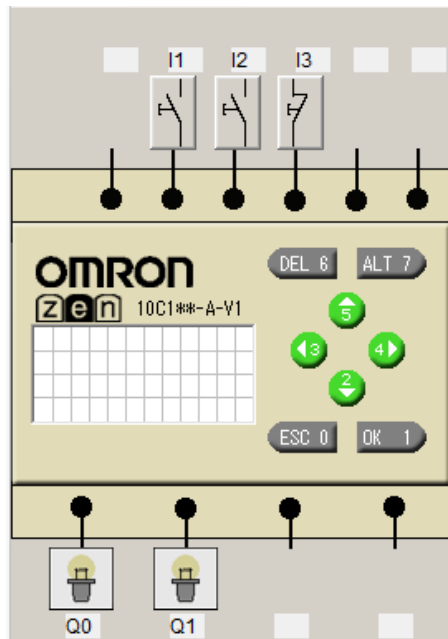 I1 I2 I3
OMRON
zen 10C1**-A-V1
DEL 6 ALT 7
5
3 4
2
ESC 0 OK 1
Q0 Q1